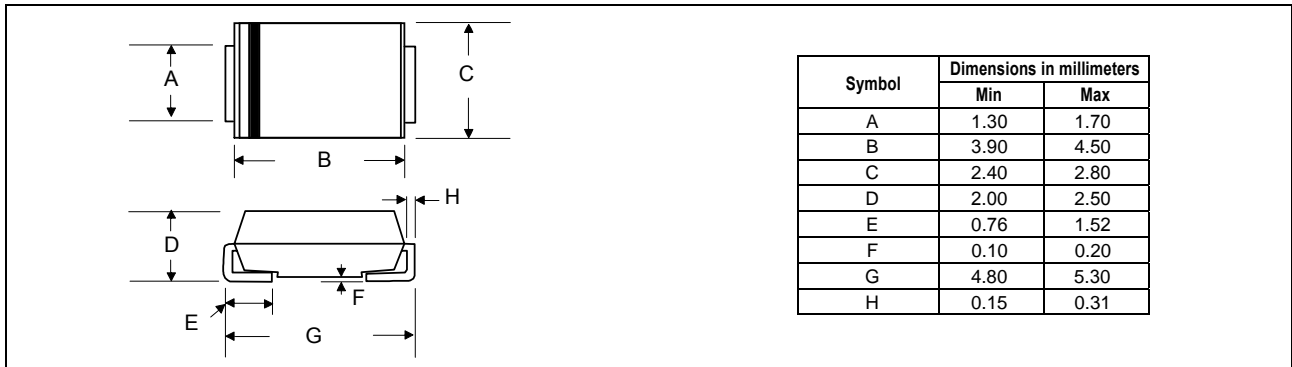 A
C
B
H
D
F
E
G
Symbol
Dimensions in millimeters
Min Max
A 1.30 1.70
B 3.90 4.50
C 2.40 2.80
D 2.00 2.50
E 0.76 1.52
F 0.10 0.20
G 4.80 5.30
H 0.15 0.31